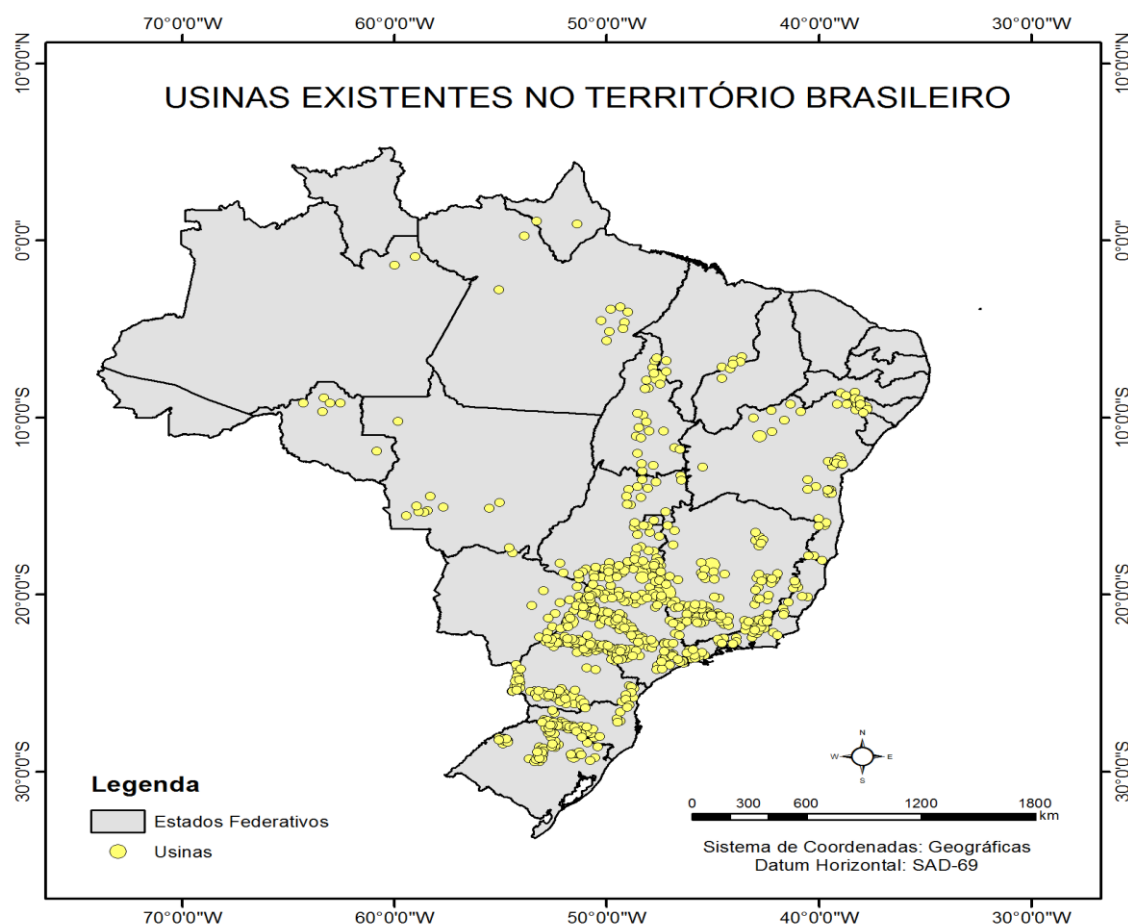 70°0'0"W 60°0'0"W 50°0'0"W 40°0'0"W 30°0'0"W
10°0'0"N 10°0'0"N
USINAS EXISTENTES NO TERRITÓRIO BRASILEIRO
0°0'0" 0°0'0"
10°0'0"S 10°0'0"S
20°0'0"S 20°0'0"S
30°0'0"S 30°0'0"S
N
W E
S
Legenda
Estados Federativos
Usinas
0 300 600 1200 1800
km
Sistema de Coordenadas: Geográficas
Datum Horizontal: SAD-69
70°0'0"W 60°0'0"W 50°0'0"W 40°0'0"W 30°0'0"W